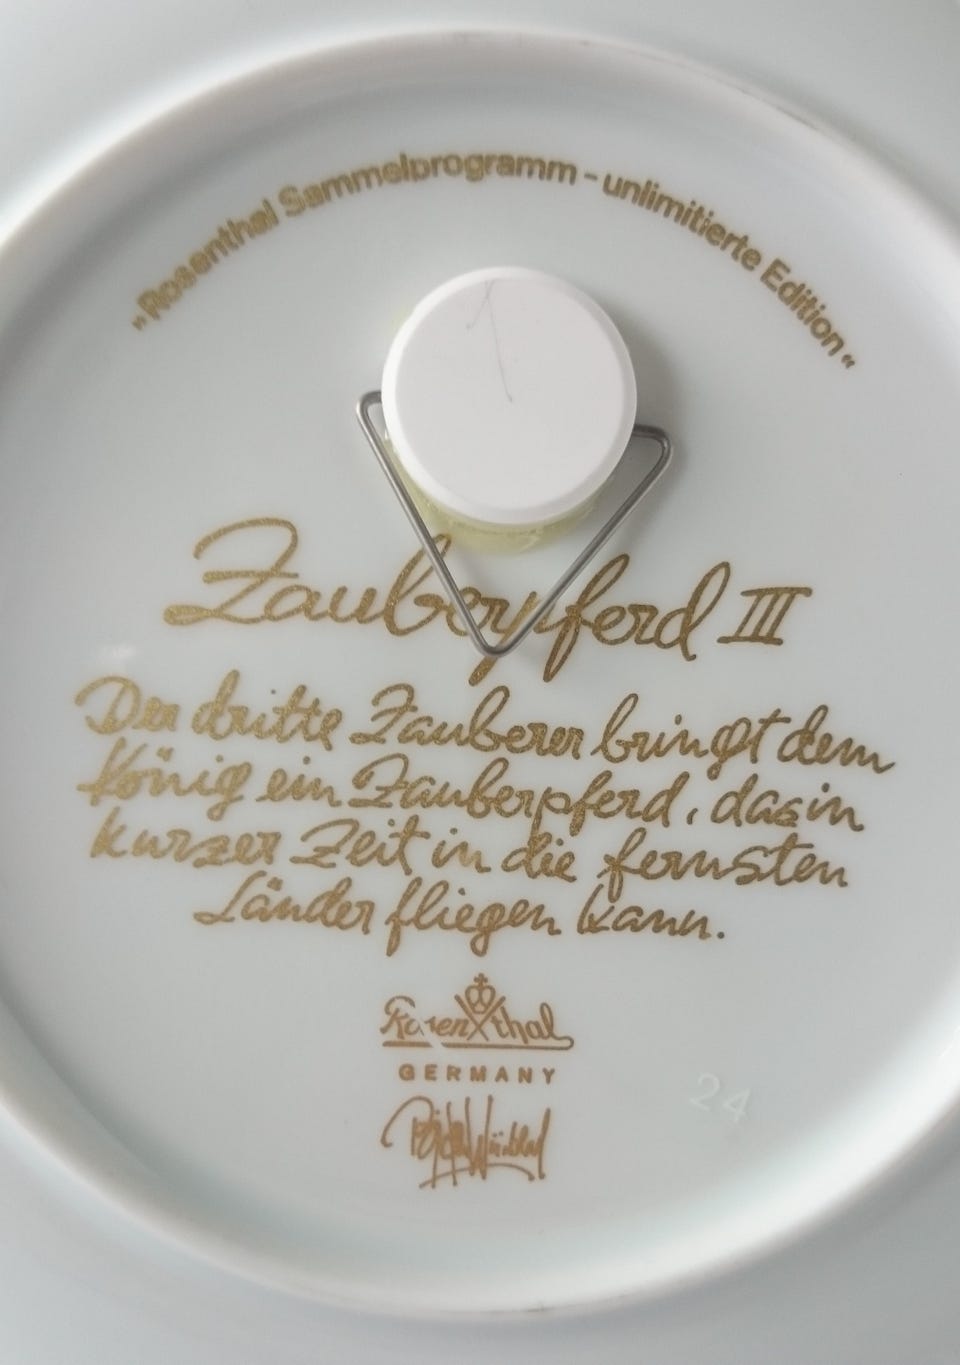 „Rosenthal Sammelprogramm - unlimitierte Edition“
Zauberpferd III
Der dritte Zauberer bringt dem
König ein Zauberpferd, das in
kurzer Zeit in die fernsten
Länder fliegen kann.
Rosenthal
GERMANY
24